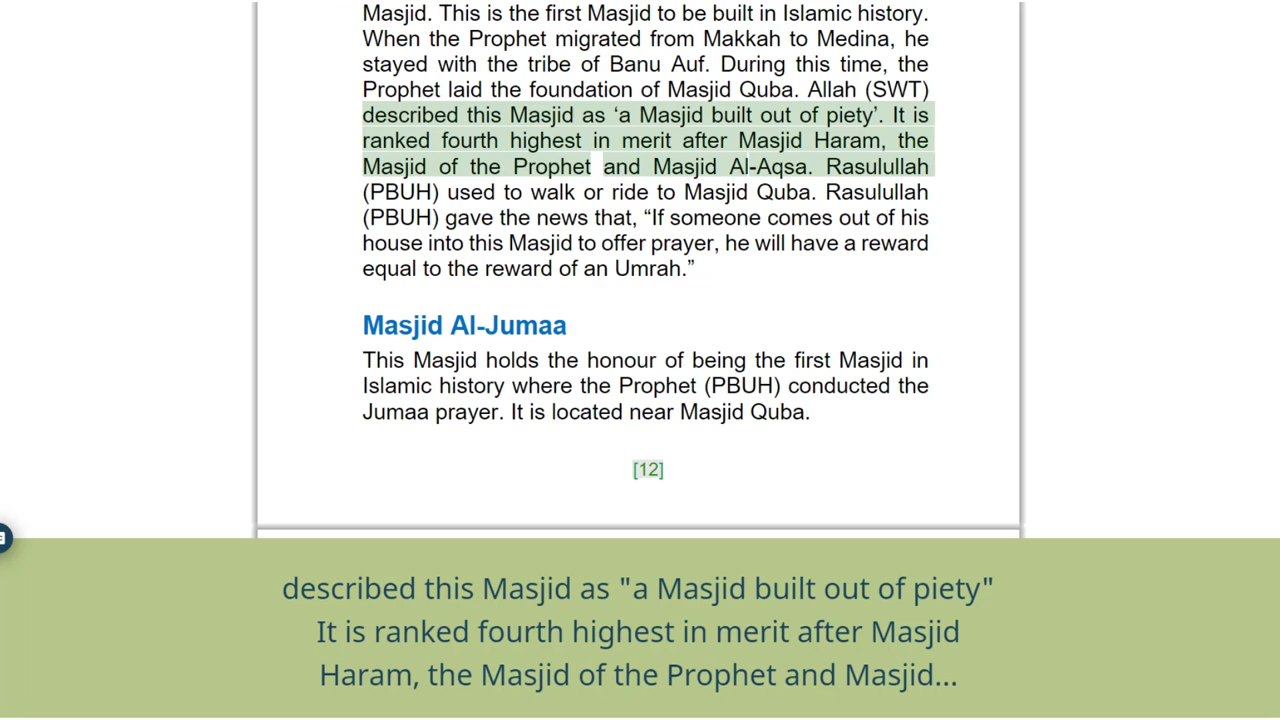 Masjid. This is the first Masjid to be built in Islamic history.
When the Prophet migrated from Makkah to Medina, he
stayed with the tribe of Banu Auf. During this time, the
Prophet laid the foundation of Masjid Quba. Allah (SWT)
described this Masjid as ‘a Masjid built out of piety’. It is
ranked fourth highest in merit after Masjid Haram, the
Masjid of the Prophet and Masjid Al-Aqsa. Rasulullah
(PBUH) used to walk or ride to Masjid Quba. Rasulullah
(PBUH) gave the news that, “If someone comes out of his
house into this Masjid to offer prayer, he will have a reward
equal to the reward of an Umrah.”
Masjid Al-Jumaa
This Masjid holds the honour of being the first Masjid in
Islamic history where the Prophet (PBUH) conducted the
Jumaa prayer. It is located near Masjid Quba.
[12]
described this Masjid as "a Masjid built out of piety"
It is ranked fourth highest in merit after Masjid
Haram, the Masjid of the Prophet and Masjid...